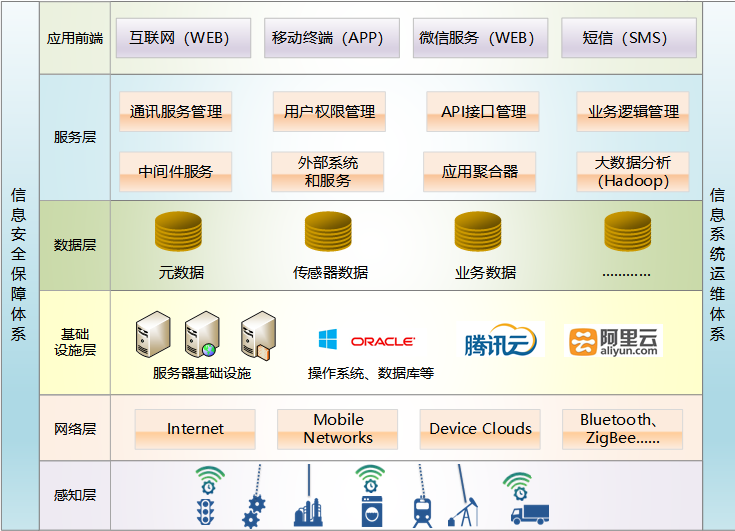 信息安全保障体系
应用前端
互联网（WEB）
移动终端（APP）
微信服务（WEB）
短信（SMS）
服务层
通讯服务管理
用户权限管理
API接口管理
业务逻辑管理
中间件服务
外部系统
和服务
应用聚合器
大数据分析
(Hadoop)
数据层
元数据
传感器数据
业务数据
............
基础
设施层
服务器基础设施
ORACLE
操作系统、数据库等
腾讯云
阿里云
aliyun.com
网络层
Internet
Mobile
Networks
Device Clouds
Bluetooth、
ZigBee......
感知层
信息系统运维体系